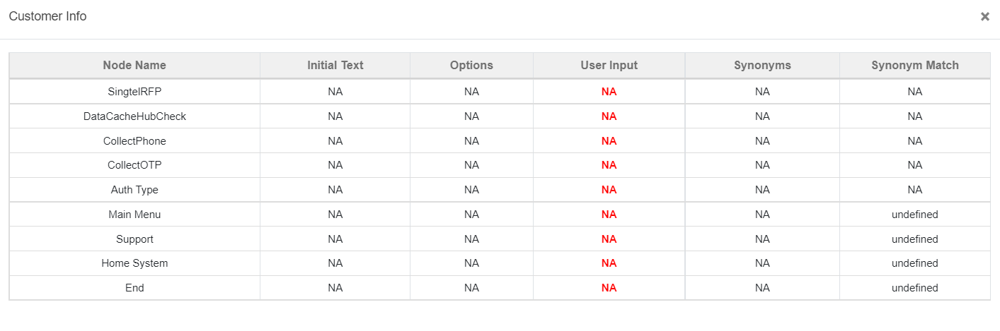 Customer Info ×
Node Name Initial Text Options User Input Synonyms Synonym Match
SingtelRFP NA NA NA NA NA
DataCacheHubCheck NA NA NA NA NA
CollectPhone NA NA NA NA NA
CollectOTP NA NA NA NA NA
Auth Type NA NA NA NA NA
Main Menu NA NA NA NA undefined
Support NA NA NA NA undefined
Home System NA NA NA NA undefined
End NA NA NA NA undefined